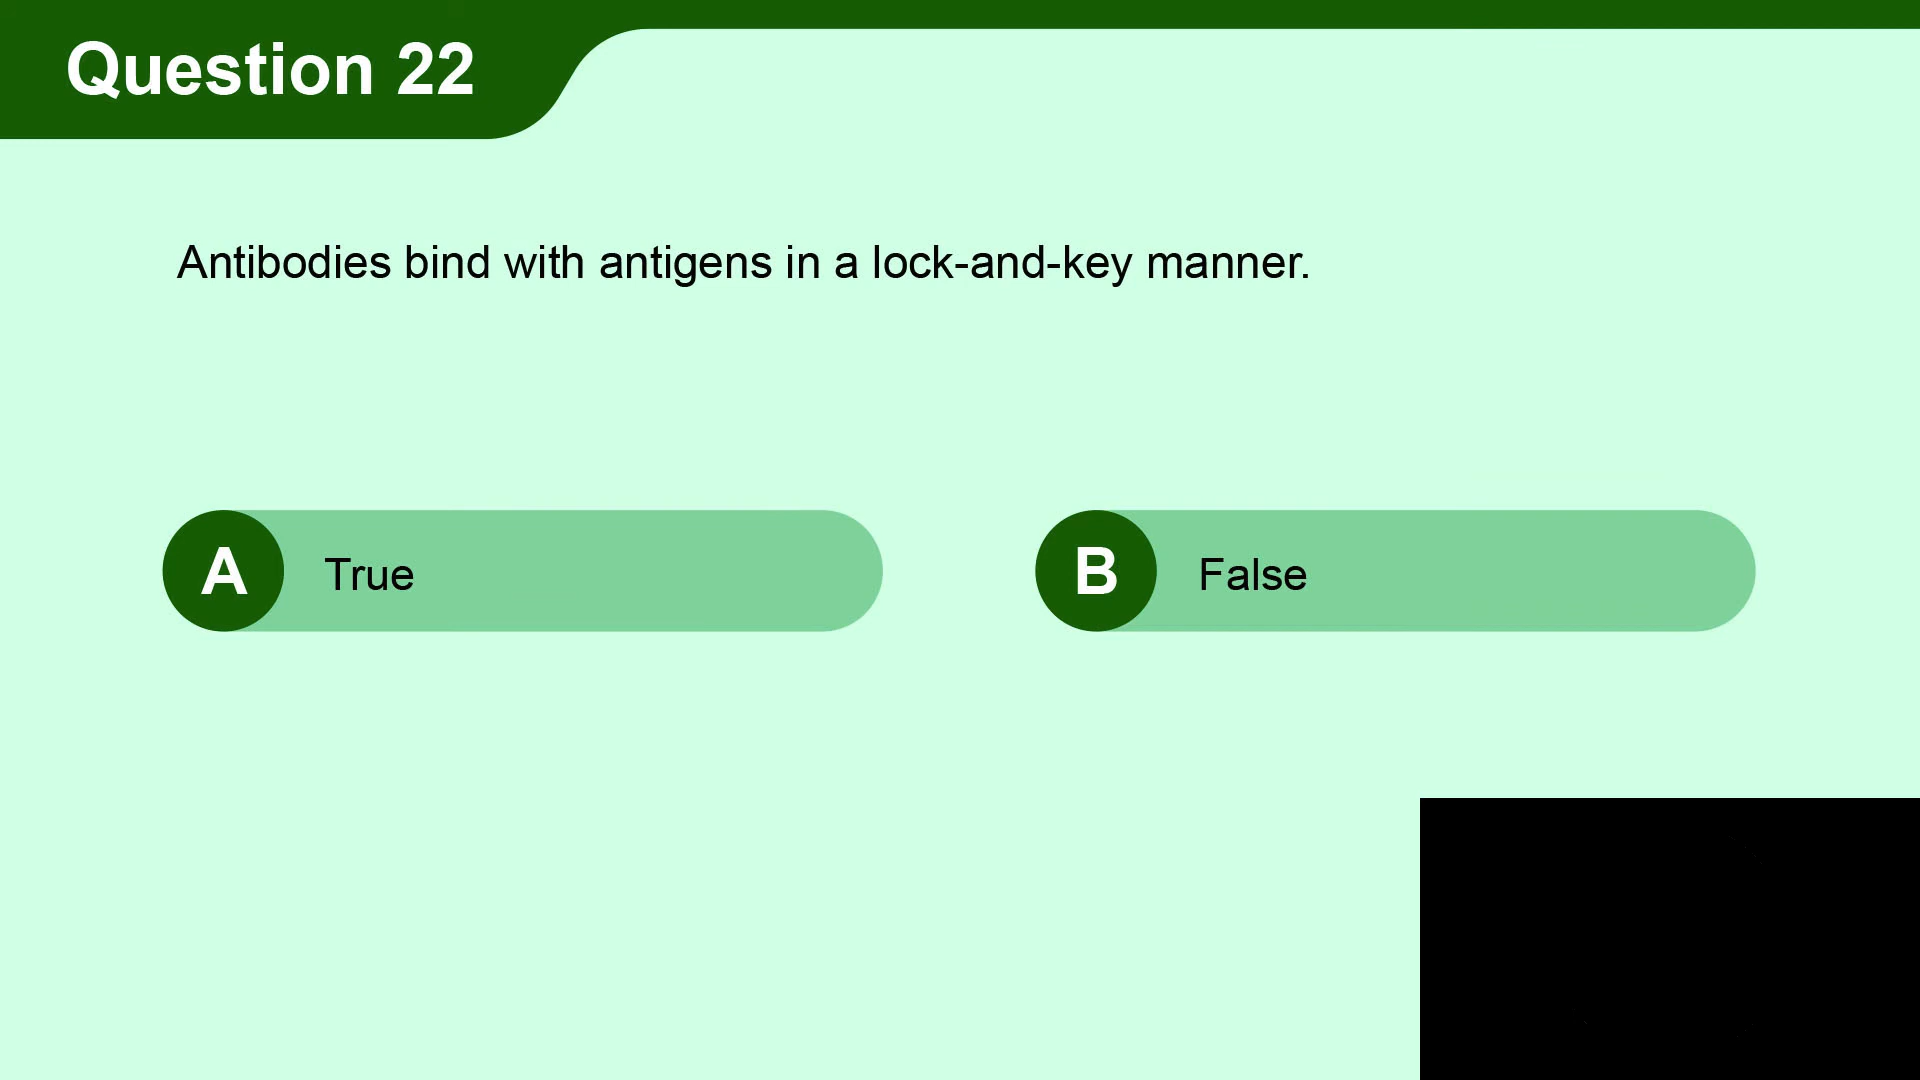 Question 22
Antibodies bind with antigens in a lock-and-key manner.
A True
B False